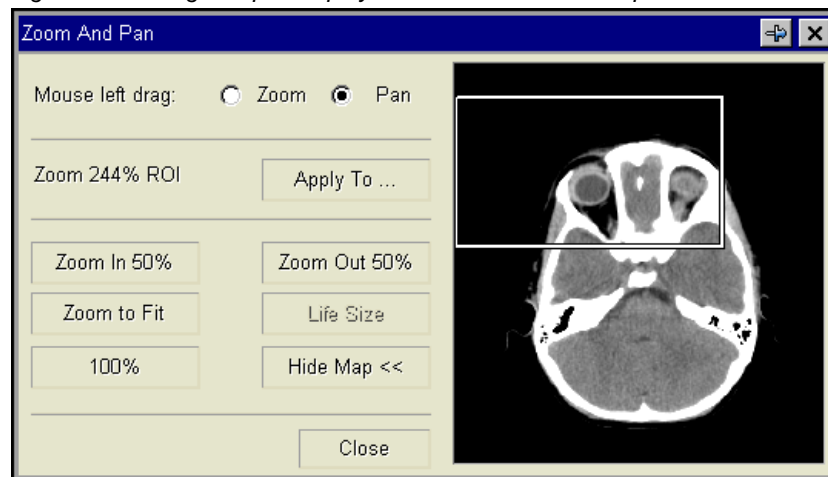 Zoom And Pan
Mouse left drag: Zoom Pan
Zoom 244% ROI Apply To ...
Zoom In 50% Zoom Out 50%
Zoom to Fit Life Size
100% Hide Map <<
Close